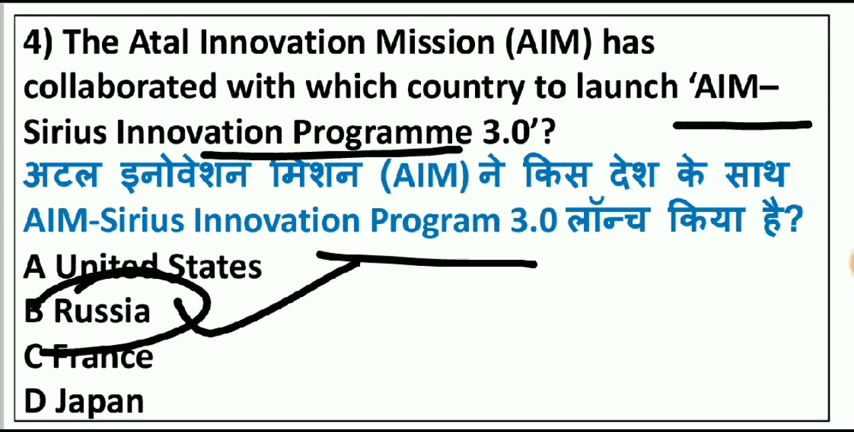 4) The Atal Innovation Mission (AIM) has
collaborated with which country to launch ‘AIM–
Sirius Innovation Programme 3.0’?
अटल इनोवेशन मिशन (AIM) ने किस देश के साथ
AIM-Sirius Innovation Program 3.0 लॉन्च किया है?
A United States
B Russia
C France
D Japan